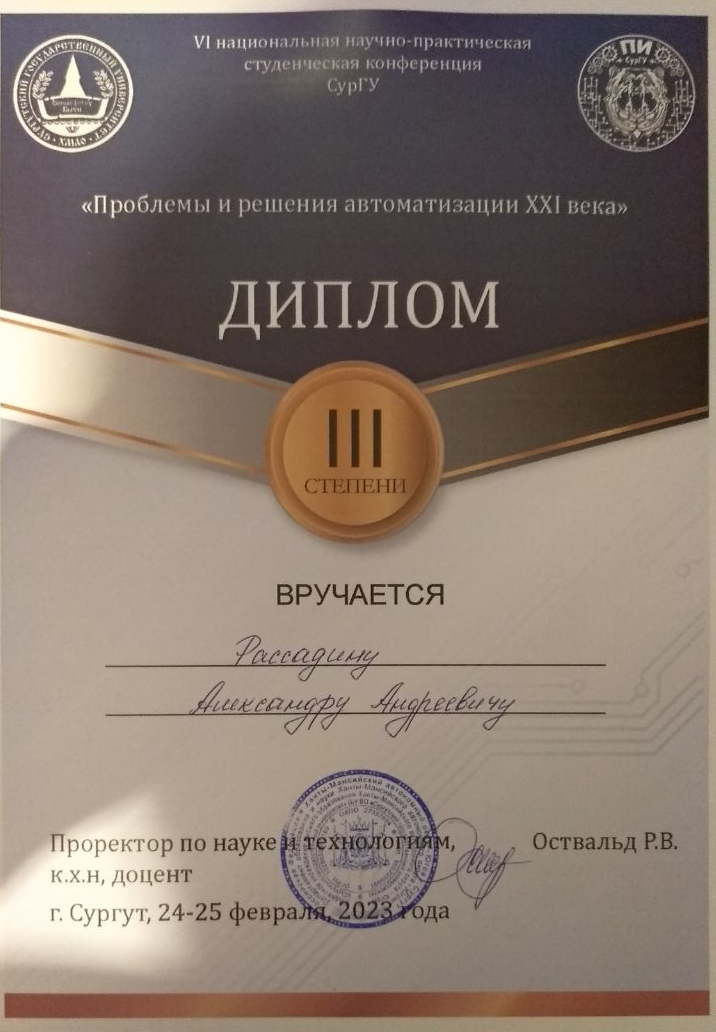 VI национальная научно-практическая
студенческая конференция
СурГУ
СУРГУТСКИЙ ГОСУДАРСТВЕННЫЙ УНИВЕРСИТЕТ
ПИ
СурГУ
«Проблемы и решения автоматизации XXI века»
ДИПЛОМ
III
СТЕПЕНИ
ВРУЧАЕТСЯ
Рассадину
Александру Андреевичу
Проректор по науке и технологиям,
к.х.н, доцент
Оствальд Р.В.
г. Сургут, 24-25 февраля, 2023 года